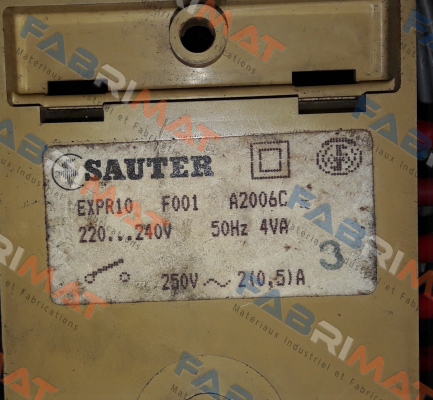 SAUTER
EXPR10 F001 A2006C
220...240V 50Hz 4VA
3
250V ~ 2(0,5)A
FABRIMAT
Materiaux Industriel et Fabrications